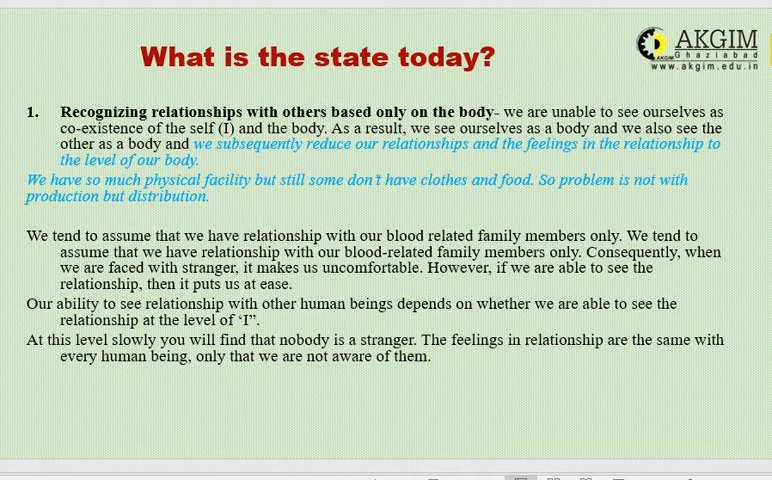 What is the state today?
AKGIM
Ghaziabad
AKGIM
www.akgim.edu.in
1. Recognizing relationships with others based only on the body- we are unable to see ourselves as
co-existence of the self (I) and the body. As a result, we see ourselves as a body and we also see the
other as a body and we subsequently reduce our relationships and the feelings in the relationship to
the level of our body.
We have so much physical facility but still some don't have clothes and food. So problem is not with
production but distribution.
We tend to assume that we have relationship with our blood related family members only. We tend to
assume that we have relationship with our blood-related family members only. Consequently, when
we are faced with stranger, it makes us uncomfortable. However, if we are able to see the
relationship, then it puts us at ease.
Our ability to see relationship with other human beings depends on whether we are able to see the
relationship at the level of ‘I”.
At this level slowly you will find that nobody is a stranger. The feelings in relationship are the same with
every human being, only that we are not aware of them.